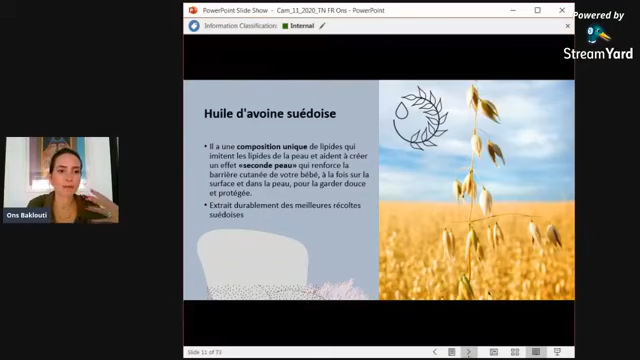 PowerPoint Slide Show - Cam_11_2020_TN FR Ons - PowerPoint
Information Classification: Internal
Powered by
StreamYard
Huile d'avoine suédoise
• Il a une composition unique de lipides qui
imitent les lipides de la peau et aident à créer
un effet «seconde peau» qui renforce la
barrière cutanée de votre bébé, à la fois sur la
surface et dans la peau, pour la garder douce
et protégée.
• Extrait durablement des meilleures récoltes
suédoises
Ons Baklouti
Slide 11 of 73